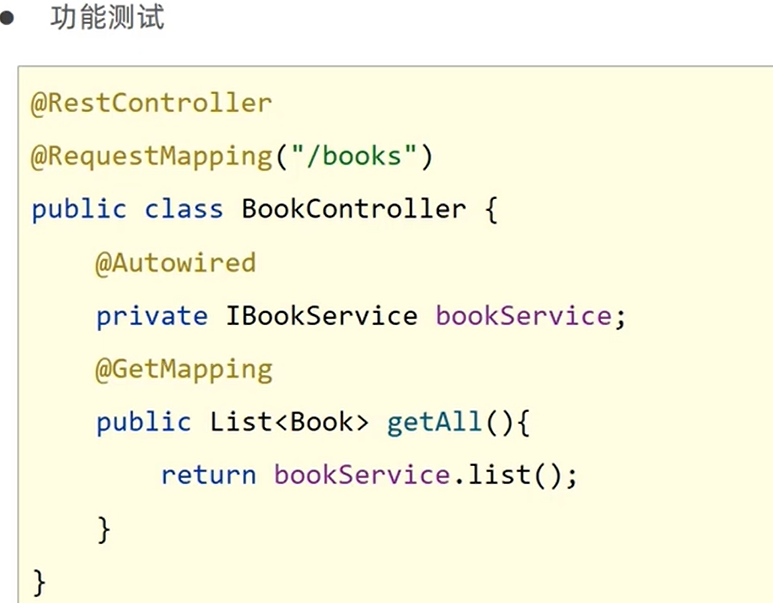 ● 功能测试
@RestController
@RequestMapping("/books")
public class BookController {
    @Autowired
    private IBookService bookService;
    @GetMapping
    public List<Book> getAll(){
        return bookService.list();
    }
}